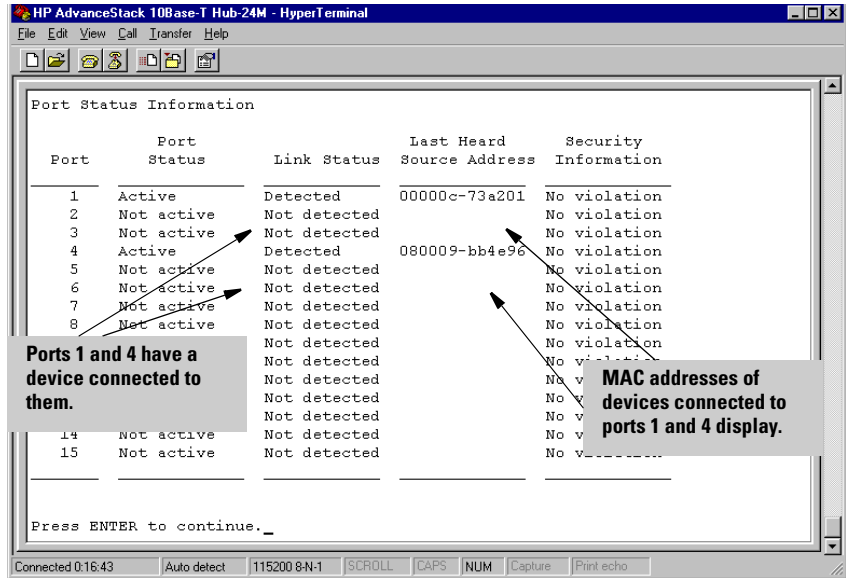 HP AdvanceStack 10Base-T Hub-24M - HyperTerminal
File Edit View Call Transfer Help
Port Status Information
Port Last Heard Security
Port Status Link Status Source Address Information
1 Active Detected 00000c-73a201 No violation
2 Not active Not detected No violation
3 Not active Not detected No violation
4 Active Detected 080009-bb4e96 No violation
5 Not active Not detected No violation
6 Not active Not detected No violation
7 Not active Not detected No violation
8 Not active Not detected No violation
Not detected No violation
Not detected No
Not detected No
Not detected No
Not detected No
14 Not active Not detected No
15 Not active Not detected No
Ports 1 and 4 have a
device connected to
them.
MAC addresses of
devices connected to
ports 1 and 4 display.
Press ENTER to continue._
Connected 0:16:43 Auto detect 115200 8-N-1 SCROLL CAPS NUM Capture Print echo